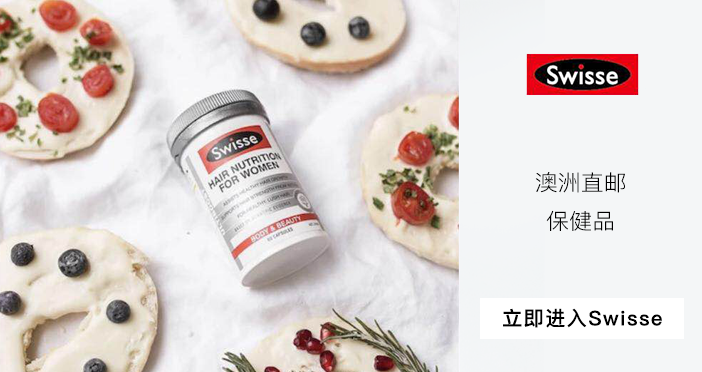 Swisse
HAIR NUTRITION
FOR WOMEN
BODY & BEAUTY
Swisse
澳洲直邮
保健品
立即进入Swisse